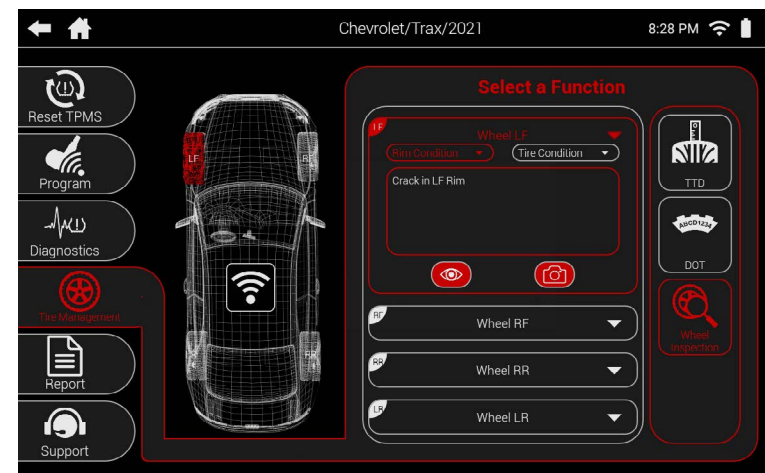 Chevrolet/Trax/2021
8:28 PM
Reset TPMS
Program
Diagnostics
Tire Management
Report
Support
LF
RF
RR
Select a Function
LF
Wheel LF
Rim Condition
Tire Condition
Crack in LF Rim
RF
Wheel RF
RR
Wheel RR
LR
Wheel LR
TTD
ABCD1234
DOT
Wheel
Inspection